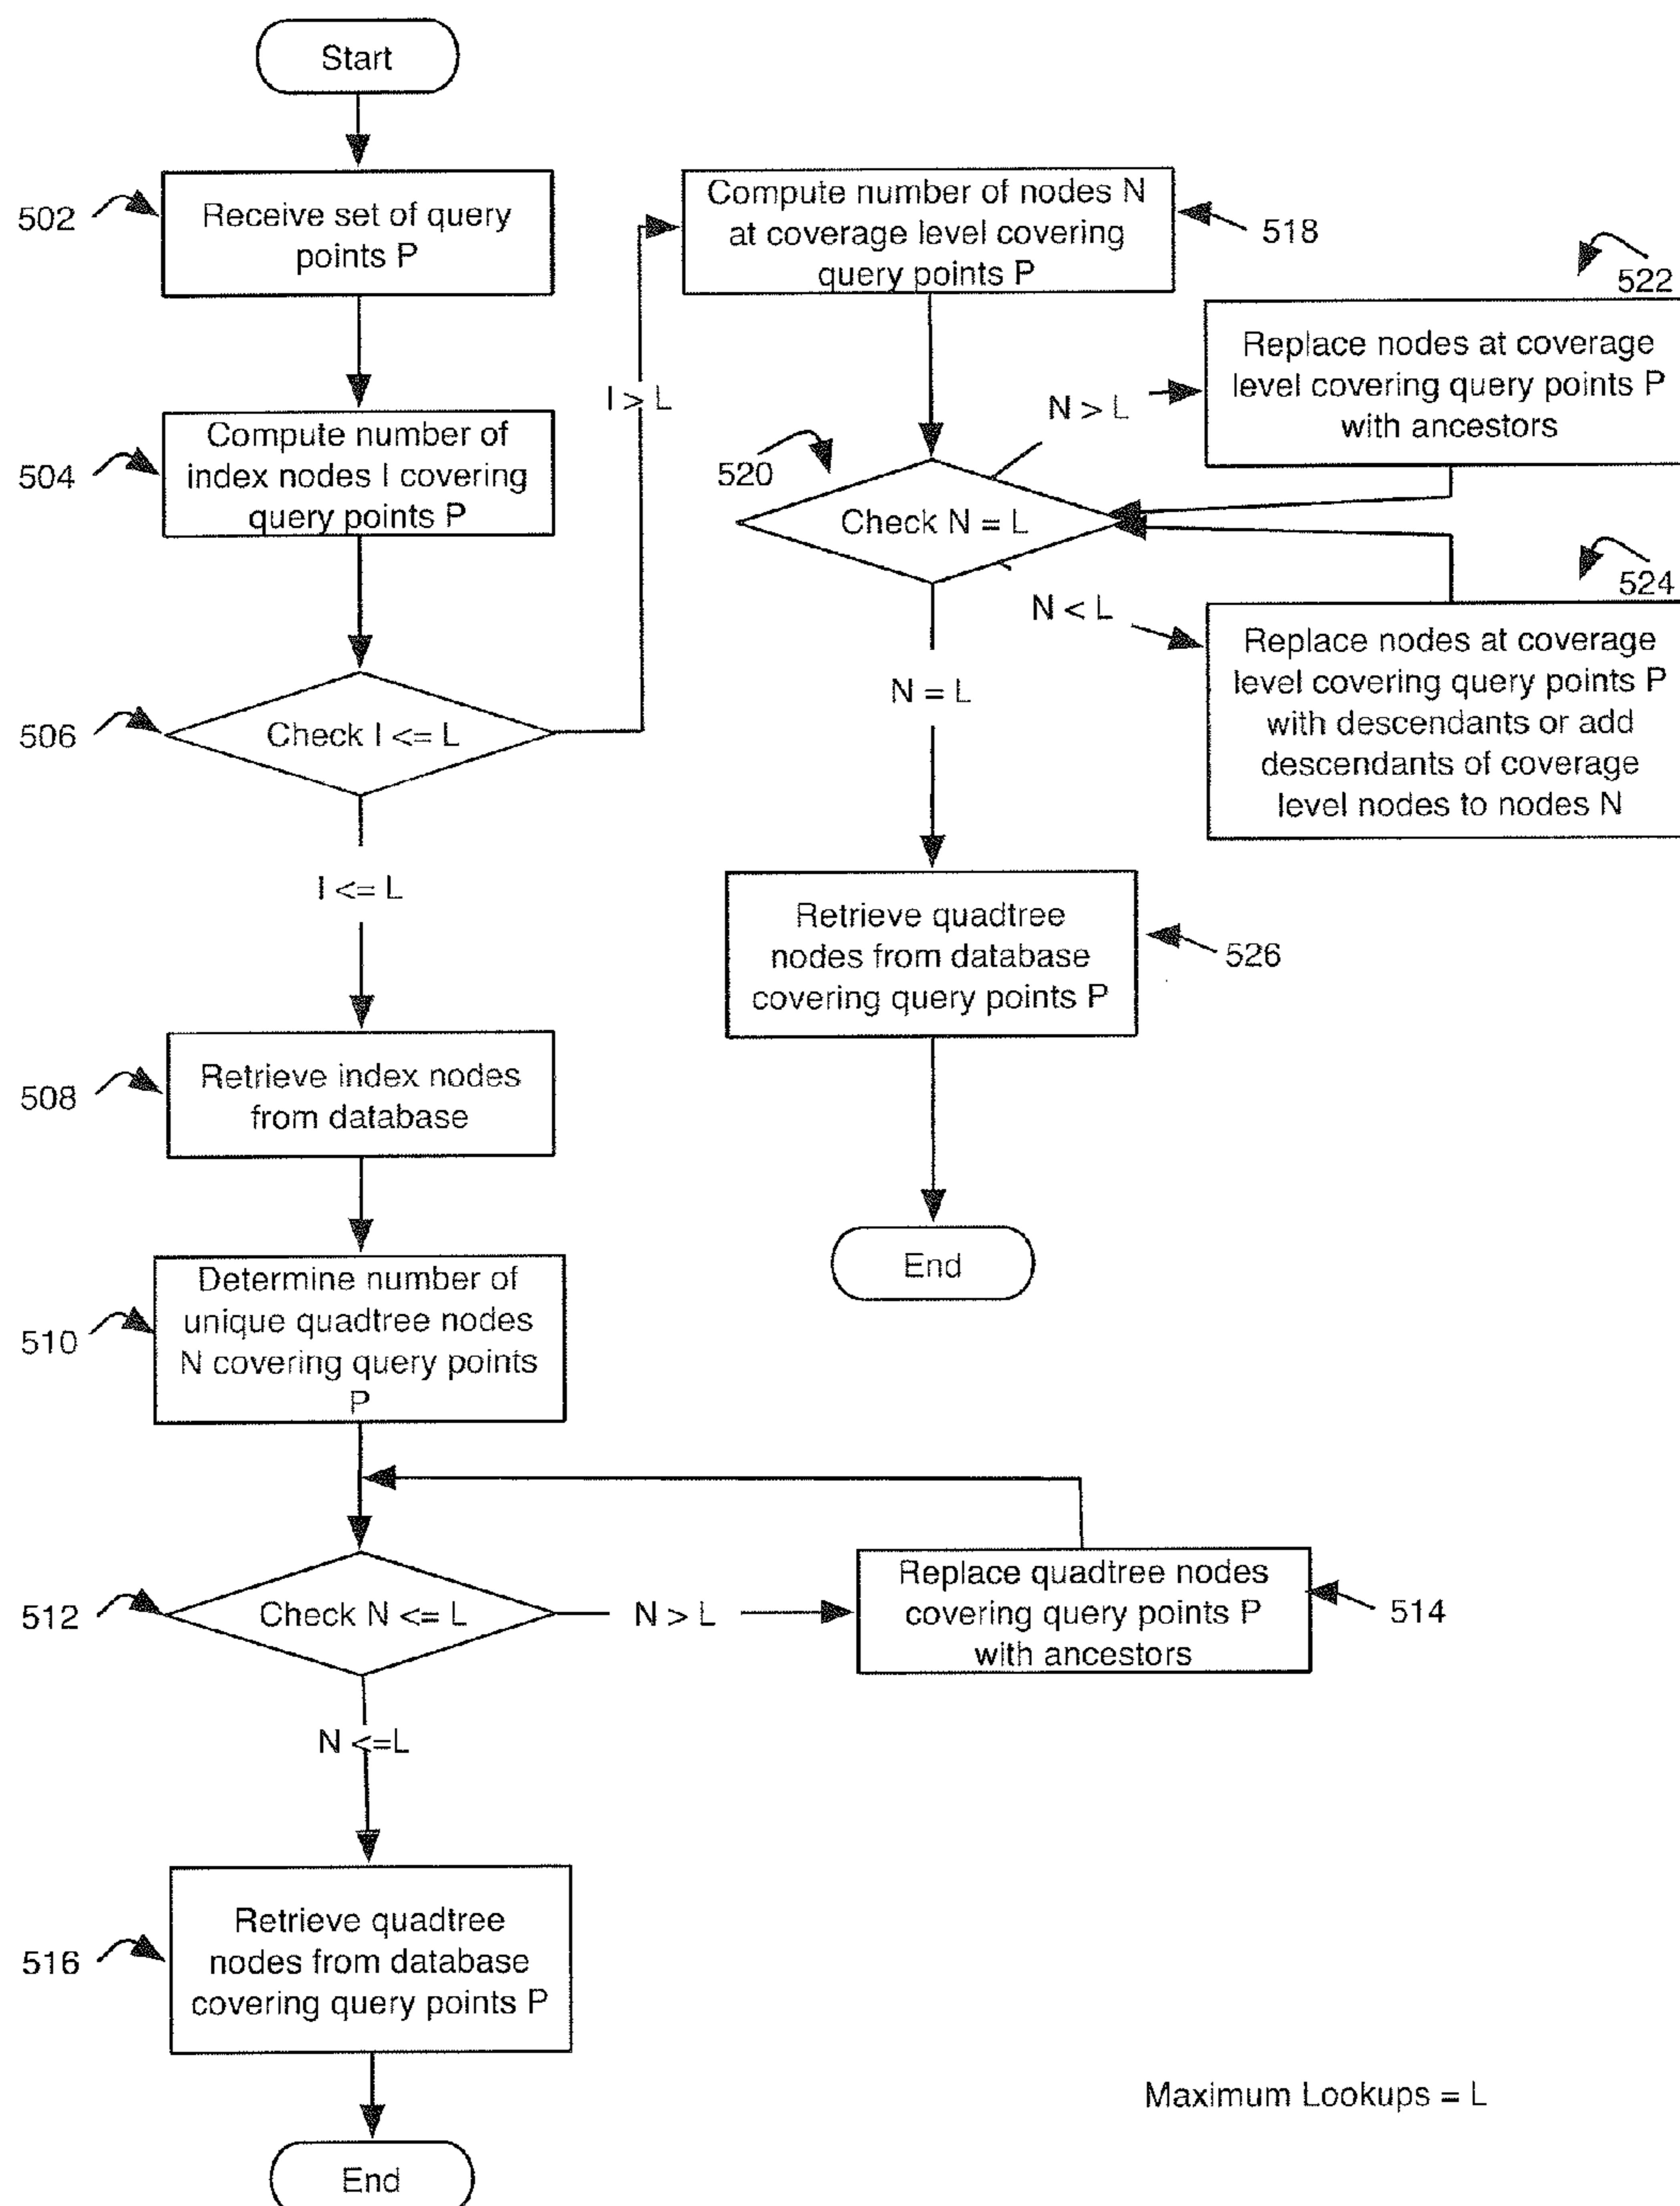 Start
502
Receive set of query
points P
504
Compute number of
index nodes I covering
query points P
506
Check I <= L
I > L
I <= L
508
Retrieve index nodes
from database
510
Determine number of
unique quadtree nodes
N covering query points
P
512
Check N <= L
N > L
Replace quadtree nodes
covering query points P
with ancestors
514
N <=L
516
Retrieve quadtree
nodes from database
covering query points P
End
Compute number of nodes N
at coverage level covering
query points P
518
520
Check N = L
N > L
522
Replace nodes at coverage
level covering query points P
with ancestors
N < L
524
Replace nodes at coverage
level covering query points P
with descendants or add
descendants of coverage
level nodes to nodes N
N = L
Retrieve quadtree
nodes from database
covering query points P
526
End
Maximum Lookups = L